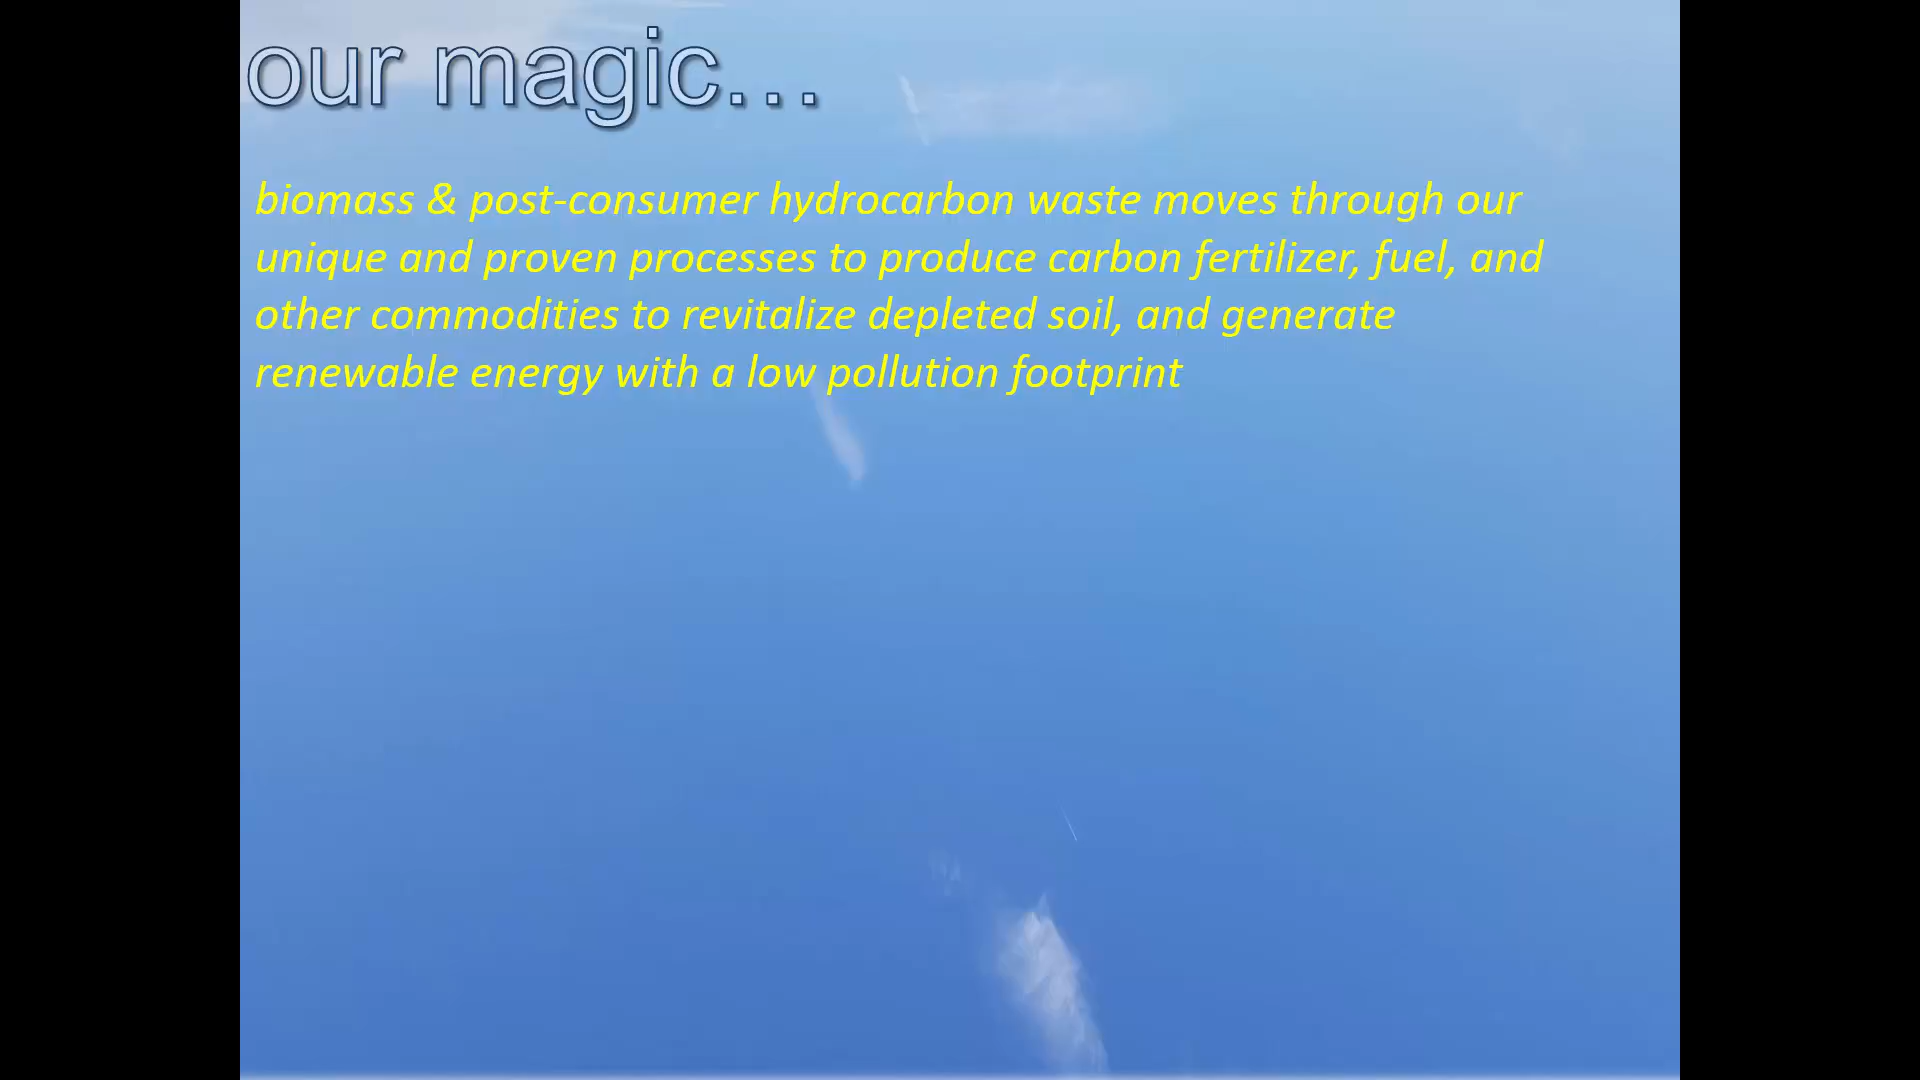 our magic...
biomass & post-consumer hydrocarbon waste moves through our
unique and proven processes to produce carbon fertilizer, fuel, and
other commodities to revitalize depleted soil, and generate
renewable energy with a low pollution footprint